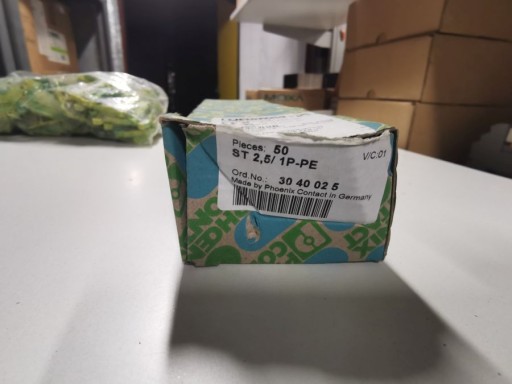 Pieces: 50
V/C:01
ST 2,5/ 1P-PE
Ord.No.: 30 40 02 5
Made by Phoenix Contact in Germany